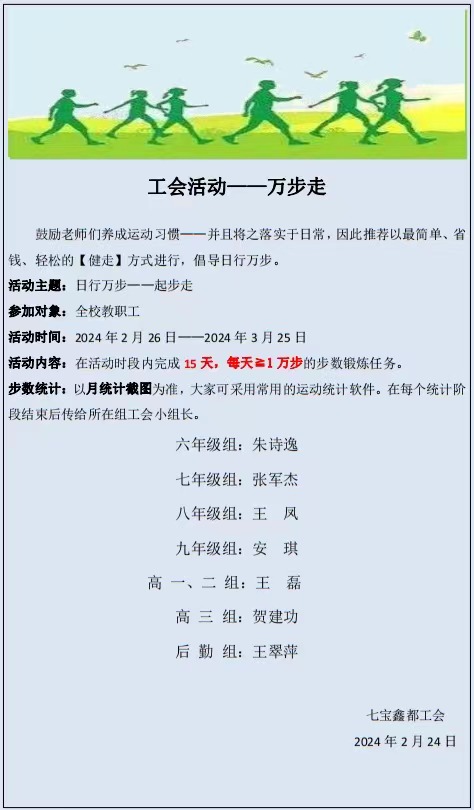 工会活动——万步走
鼓励老师们养成运动习惯——并且将之落实于日常，因此推荐以最简单、省
钱、轻松的【健走】方式进行，倡导日行万步。
活动主题：日行万步——起步走
参加对象：全校教职工
活动时间：2024 年 2 月 26 日——2024 年 3 月 25 日
活动内容：在活动时段内完成 15 天，每天≧1 万步的步数锻炼任务。
步数统计：以月统计截图为准，大家可采用常用的运动统计软件。在每个统计阶
段结束后传给所在组工会小组长。
六年级组：朱诗逸
七年级组：张军杰
八年级组：王　凤
九年级组：安　琪
高 一、二 组：王　磊
高 三 组：贺建功
后 勤 组：王翠萍
七宝鑫都工会
2024 年 2 月 24 日